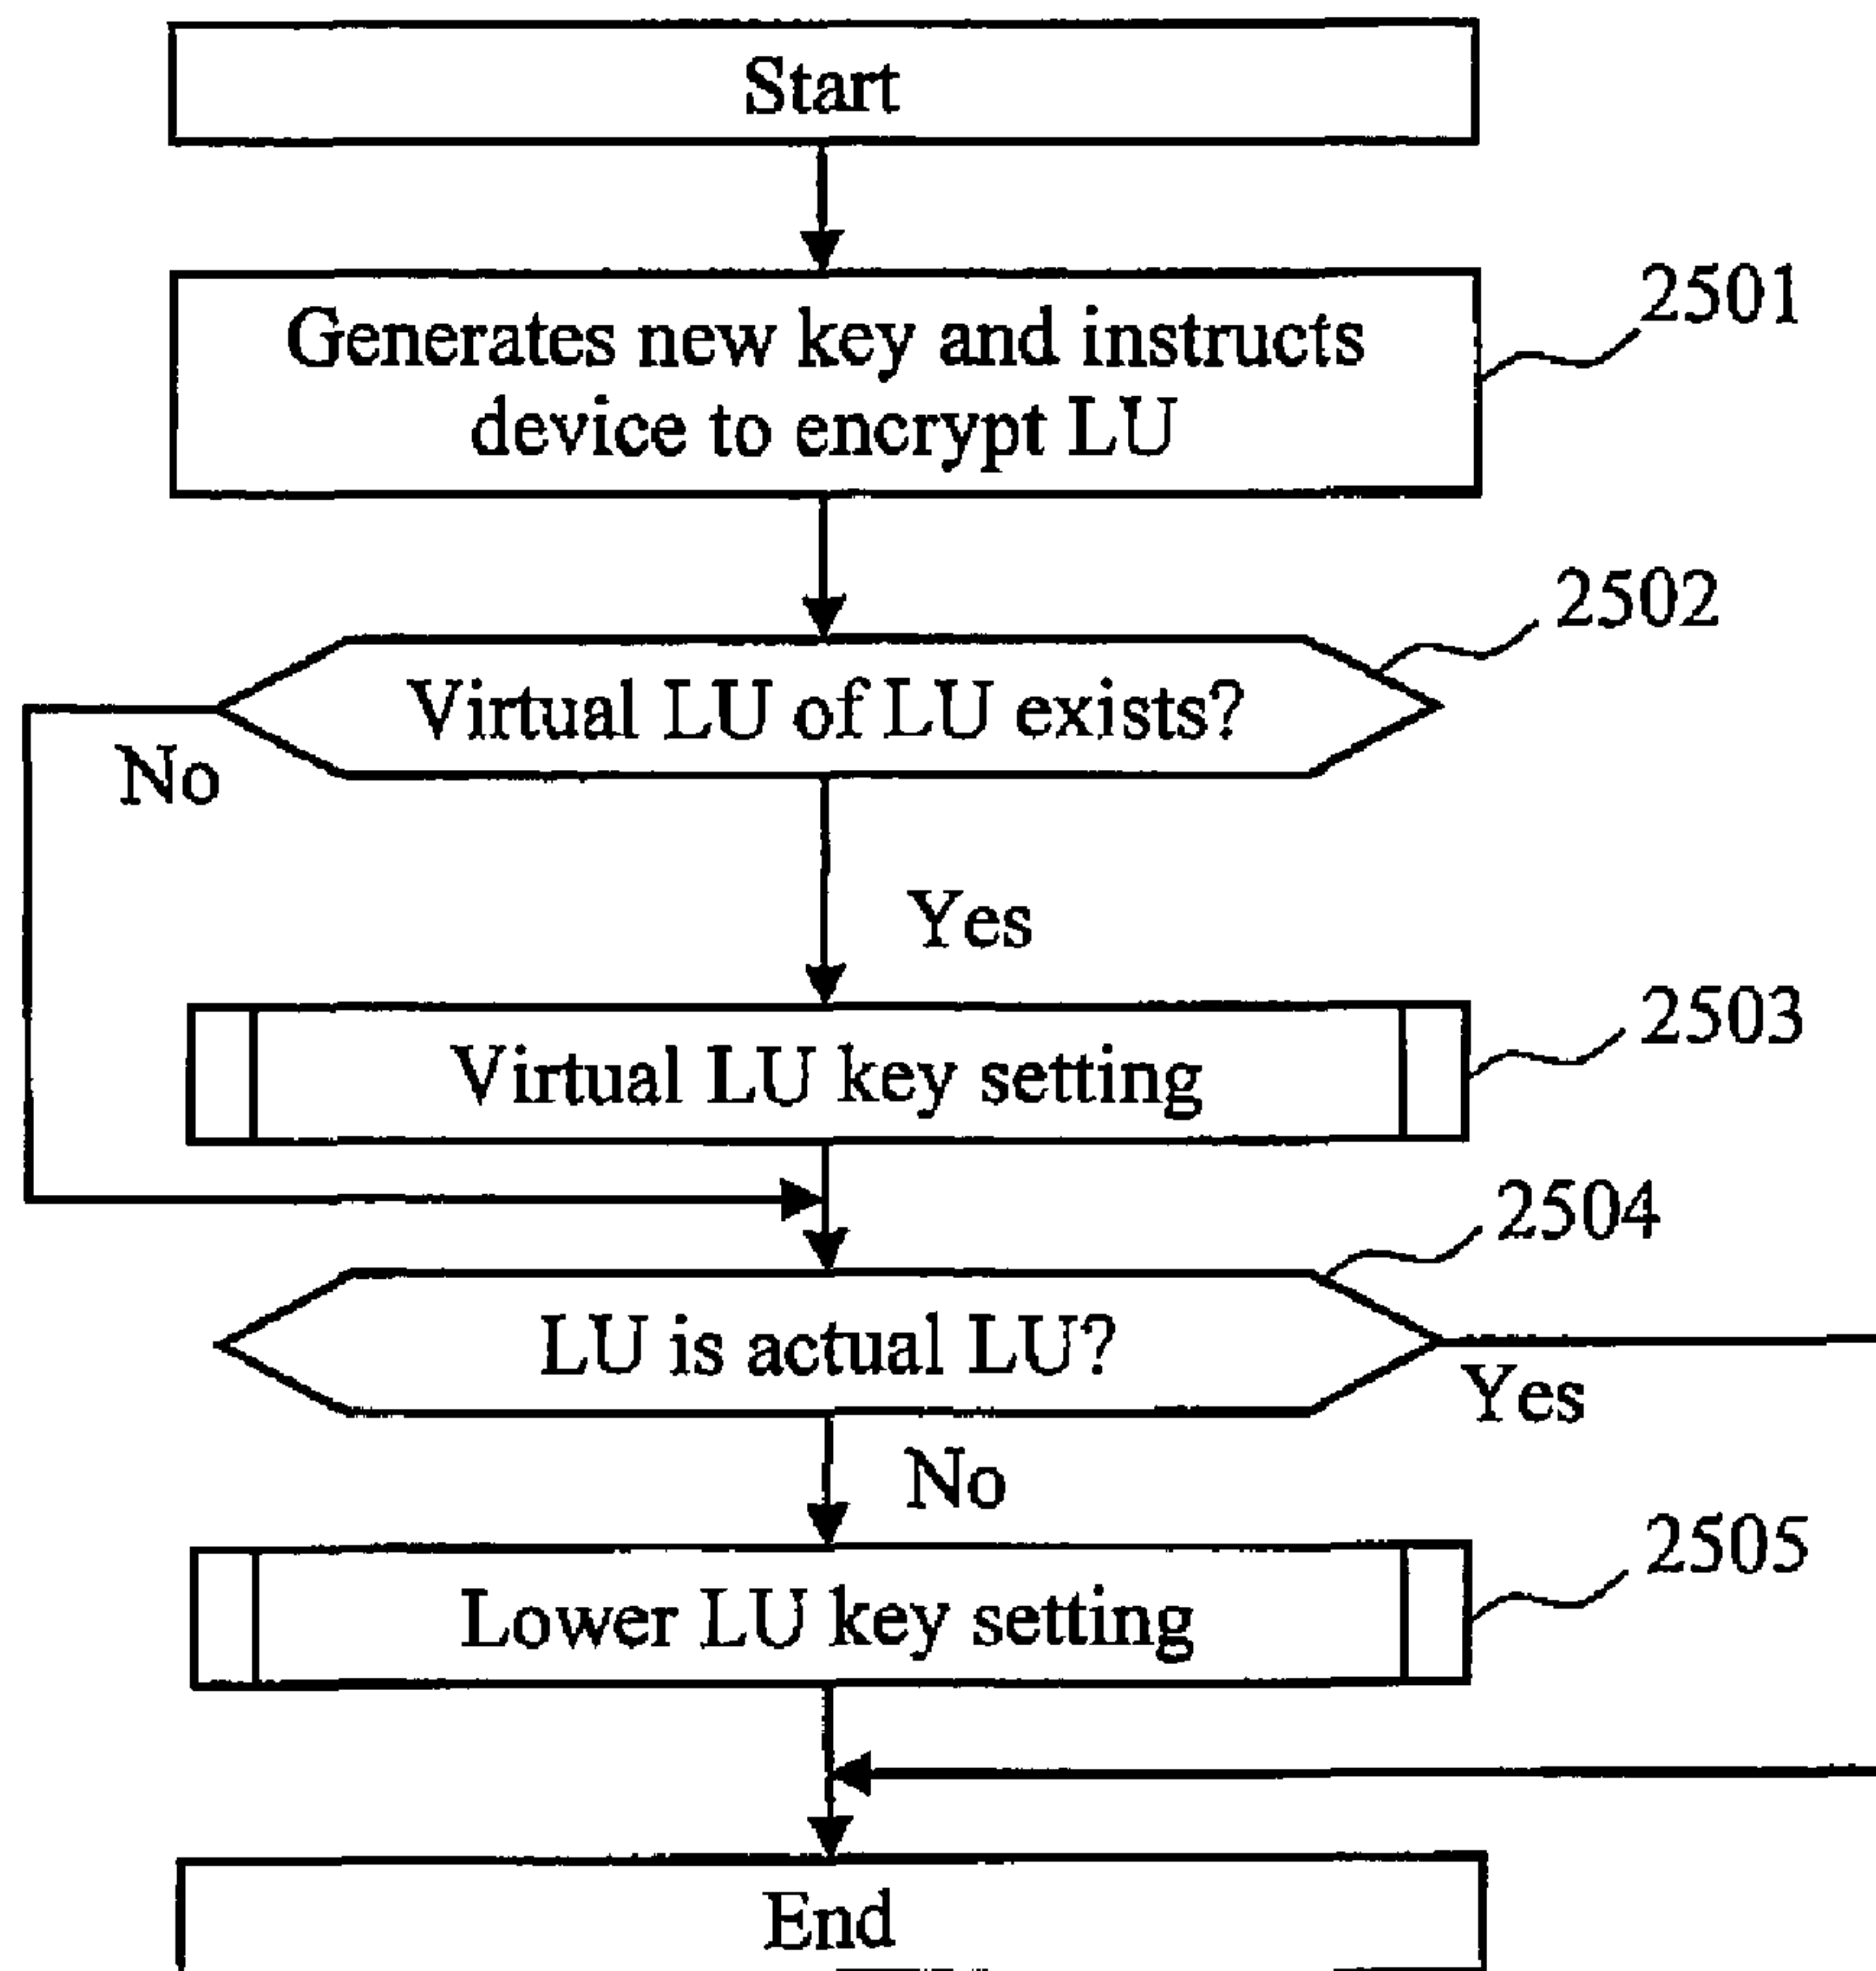 Start
Generates new key and instructs
device to encrypt LU
2501
2502
Virtual LU of LU exists?
No
Yes
2503
Virtual LU key setting
2504
LU is actual LU?
Yes
No
2505
Lower LU key setting
End